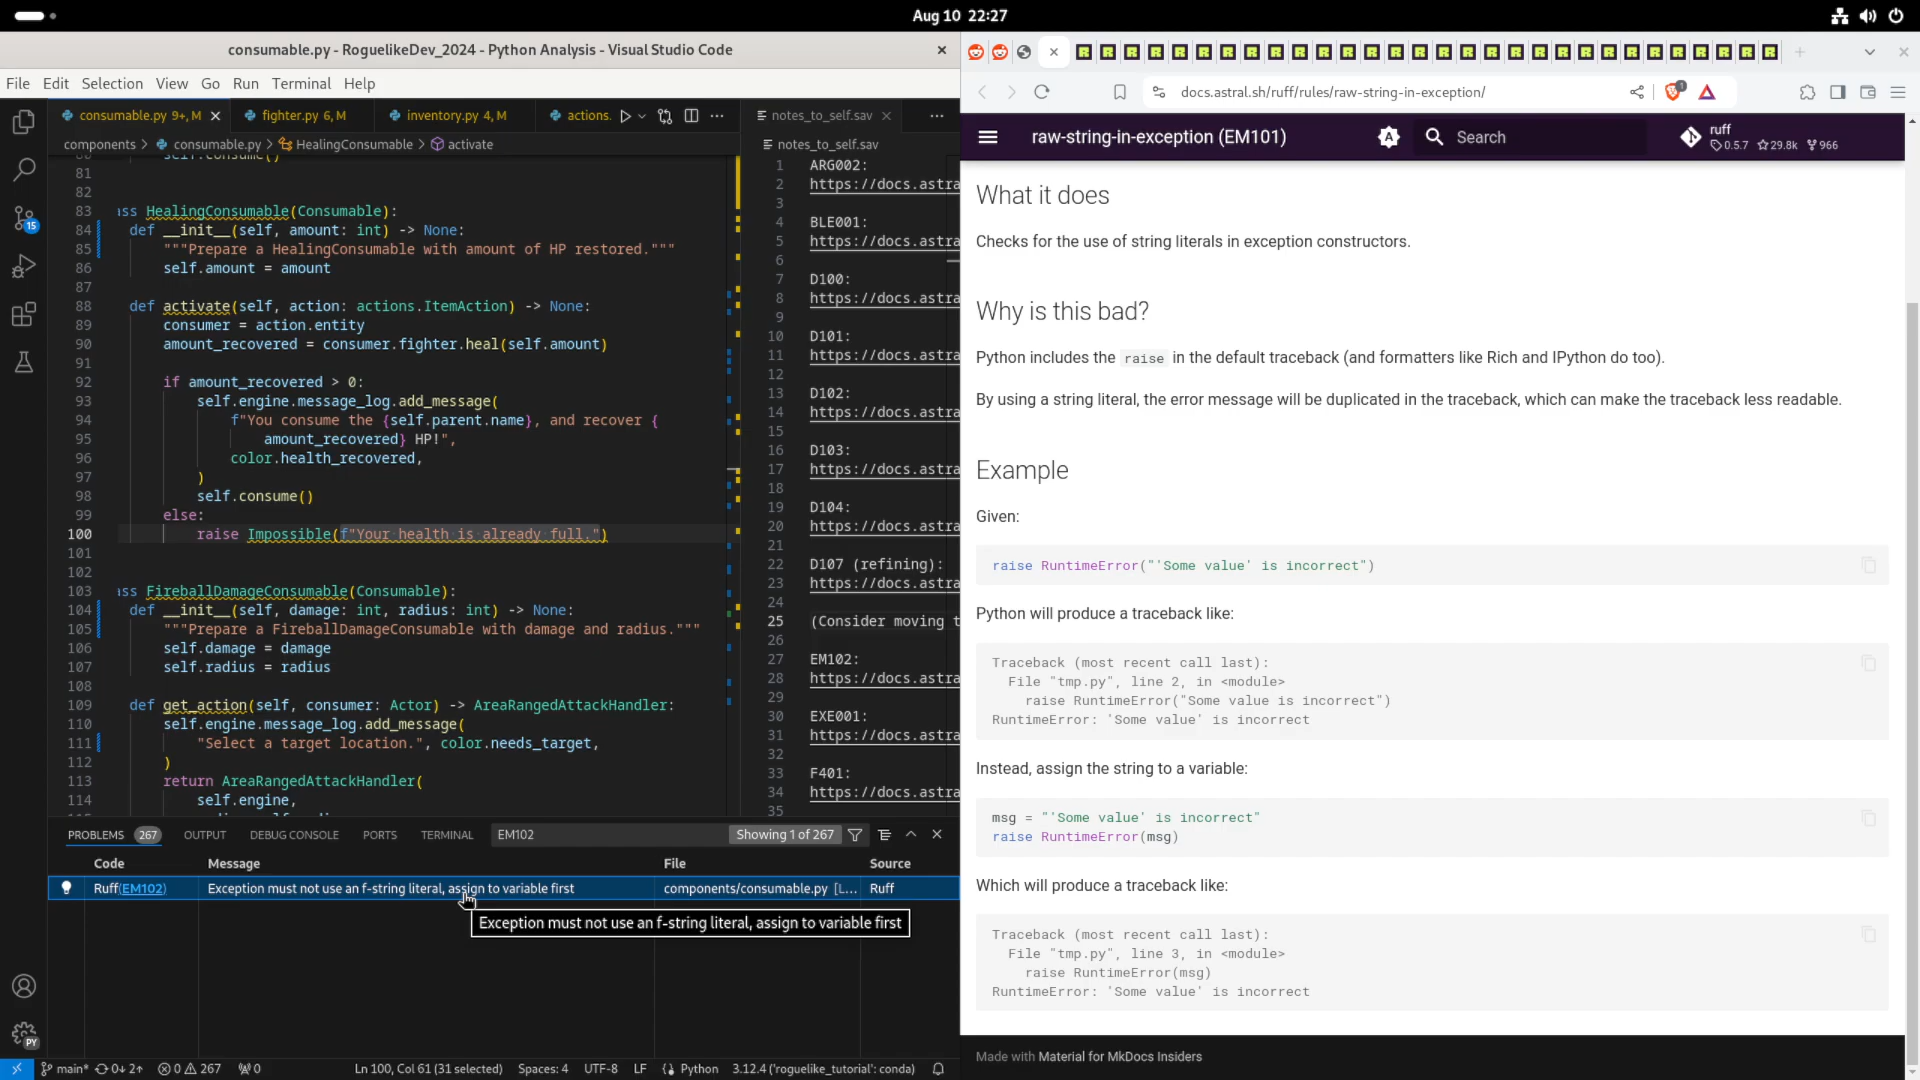 Aug 10 22:27
consumable.py - RoguelikeDev_2024 - Python Analysis - Visual Studio Code
File Edit Selection View Go Run Terminal Help
consumable.py 9+, M
fighter.py 6, M
inventory.py 4, M
actions.
components > consumable.py > HealingConsumable > activate
81
82
83 ass HealingConsumable(Consumable):
84 def __init__(self, amount: int) -> None:
85 """Prepare a HealingConsumable with amount of HP restored."""
86 self.amount = amount
87
88 def activate(self, action: actions.ItemAction) -> None:
89 consumer = action.entity
90 amount_recovered = consumer.fighter.heal(self.amount)
91
92 if amount_recovered > 0:
93 self.engine.message_log.add_message(
94 f"You consume the {self.parent.name}, and recover {
95 amount_recovered} HP!",
96 color.health_recovered,
97 )
98 self.consume()
99 else:
100 raise Impossible(f"Your health is already full.")
101
102
103 ass FireballDamageConsumable(Consumable):
104 def __init__(self, damage: int, radius: int) -> None:
105 """Prepare a FireballDamageConsumable with damage and radius."""
106 self.damage = damage
107 self.radius = radius
108
109 def get_action(self, consumer: Actor) -> AreaRangedAttackHandler:
110 self.engine.message_log.add_message(
111 "Select a target location.", color.needs_target,
112 )
113 return AreaRangedAttackHandler(
114 self.engine,
notes_to_self.sav
notes_to_self.sav
1 ARG002:
2 https://docs.astra
3
4 BLE001:
5 https://docs.astra
6
7 D100:
8 https://docs.astra
9
10 D101:
11 https://docs.astra
12
13 D102:
14 https://docs.astra
15
16 D103:
17 https://docs.astra
18
19 D104:
20 https://docs.astra
21
22 D107 (refining):
23 https://docs.astra
24
25 (Consider moving t
26
27 EM102:
28 https://docs.astra
29
30 EXE001:
31 https://docs.astra
32
33 F401:
34 https://docs.astra
35
PROBLEMS 267 OUTPUT DEBUG CONSOLE PORTS TERMINAL EM102 Showing 1 of 267
Code Message File Source
Ruff(EM102) Exception must not use an f-string literal, assign to variable first components/consumable.py [L... Ruff
Exception must not use an f-string literal, assign to variable first
15
PY
main* 0↓ 2↑ 0 267 0 Ln 100, Col 61 (31 selected) Spaces: 4 UTF-8 LF Python 3.12.4 ('roguelike_tutorial': conda)
docs.astral.sh/ruff/rules/raw-string-in-exception/
1
raw-string-in-exception (EM101)
Search
ruff
0.5.7 29.8k 966
What it does
Checks for the use of string literals in exception constructors.
Why is this bad?
Python includes the raise in the default traceback (and formatters like Rich and IPython do too).
By using a string literal, the error message will be duplicated in the traceback, which can make the traceback less readable.
Example
Given:
raise RuntimeError("'Some value' is incorrect")
Python will produce a traceback like:
Traceback (most recent call last):
File "tmp.py", line 2, in <module>
raise RuntimeError("Some value is incorrect")
RuntimeError: 'Some value' is incorrect
Instead, assign the string to a variable:
msg = "'Some value' is incorrect"
raise RuntimeError(msg)
Which will produce a traceback like:
Traceback (most recent call last):
File "tmp.py", line 3, in <module>
raise RuntimeError(msg)
RuntimeError: 'Some value' is incorrect
Made with Material for MkDocs Insiders